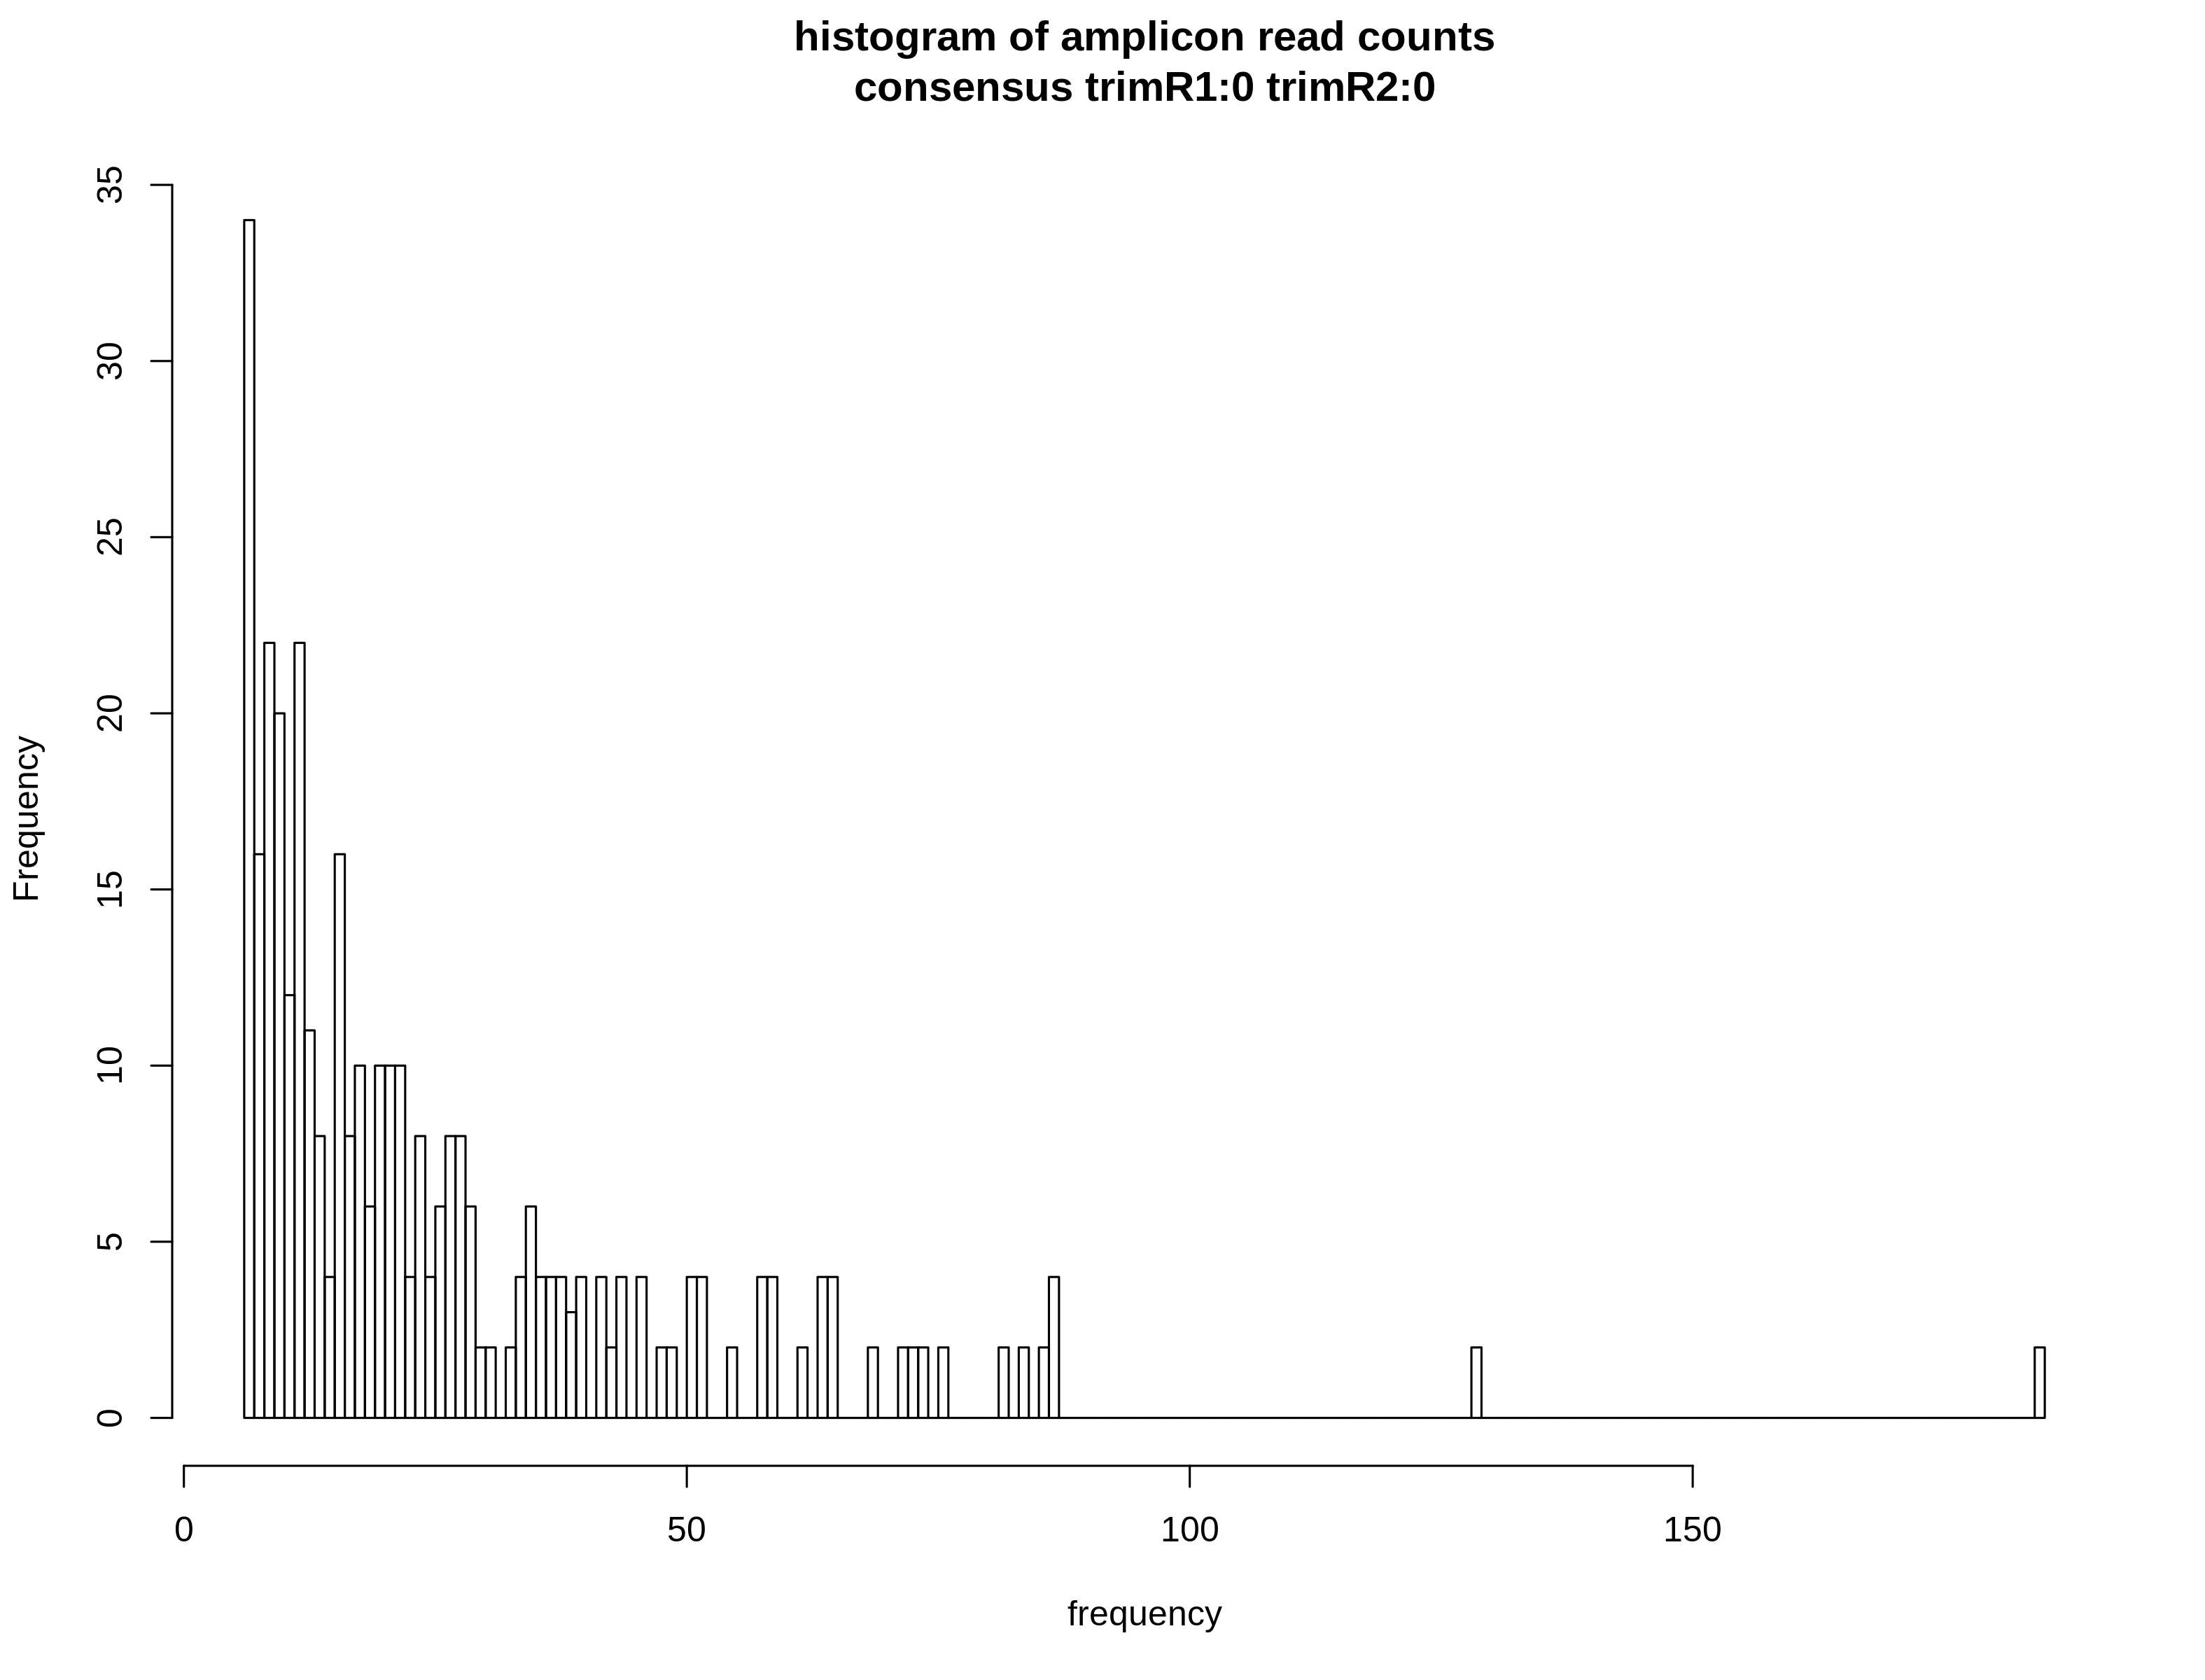 histogram of amplicon read counts
consensus trimR1:0 trimR2:0
35
30
25
20
15
10
5
0
Frequency
0 50 100 150
frequency